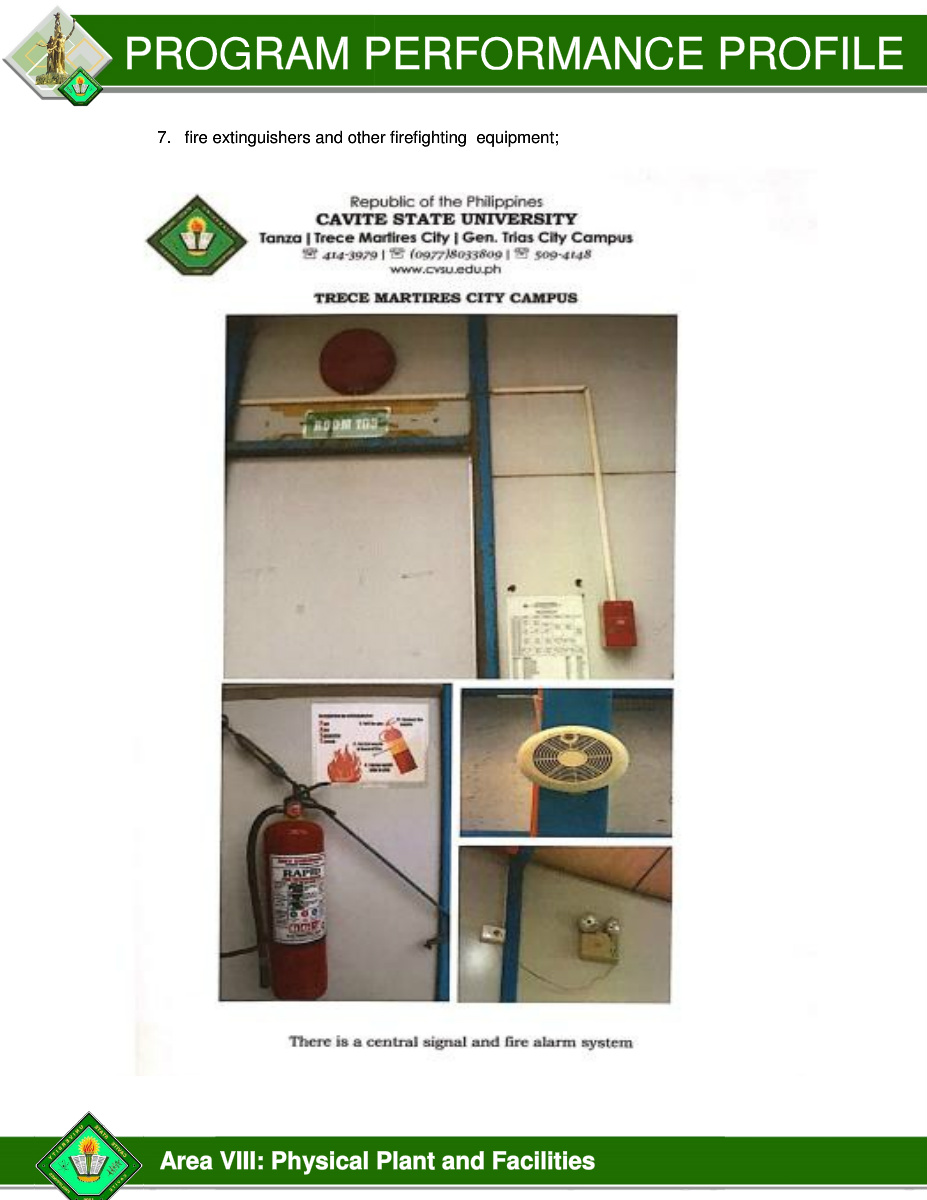 PROGRAM PERFORMANCE PROFILE
7. fire extinguishers and other firefighting equipment;
Republic of the Philippines
CAVITE STATE UNIVERSITY
Tanza | Trece Martires City | Gen. Trias City Campus
☏ 414-3979 | ☏ (0977)8033809 | ☏ 509-4148
www.cvsu.edu.ph
TRECE MARTIRES CITY CAMPUS
ROOM 103
RAPID
There is a central signal and fire alarm system
Area VIII: Physical Plant and Facilities